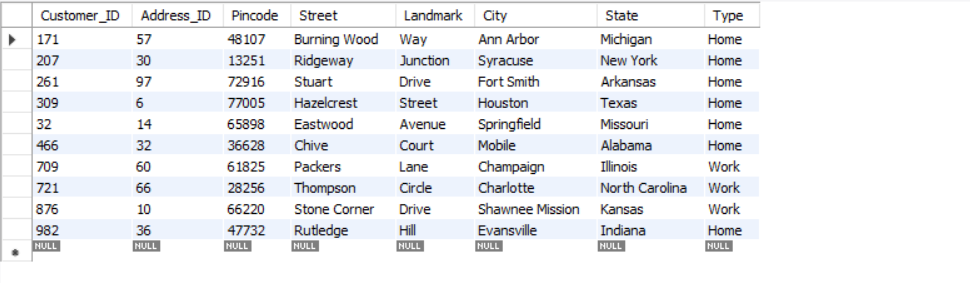 Customer_ID Address_ID Pincode Street Landmark City State Type
171 57 48107 Burning Wood Way Ann Arbor Michigan Home
207 30 13251 Ridgeway Junction Syracuse New York Home
261 97 72916 Stuart Drive Fort Smith Arkansas Home
309 6 77005 Hazelcrest Street Houston Texas Home
32 14 65898 Eastwood Avenue Springfield Missouri Home
466 32 36628 Chive Court Mobile Alabama Home
709 60 61825 Packers Lane Champaign Illinois Work
721 66 28256 Thompson Circle Charlotte North Carolina Work
876 10 66220 Stone Corner Drive Shawnee Mission Kansas Work
982 36 47732 Rutledge Hill Evansville Indiana Home
NULL NULL NULL NULL NULL NULL NULL NULL